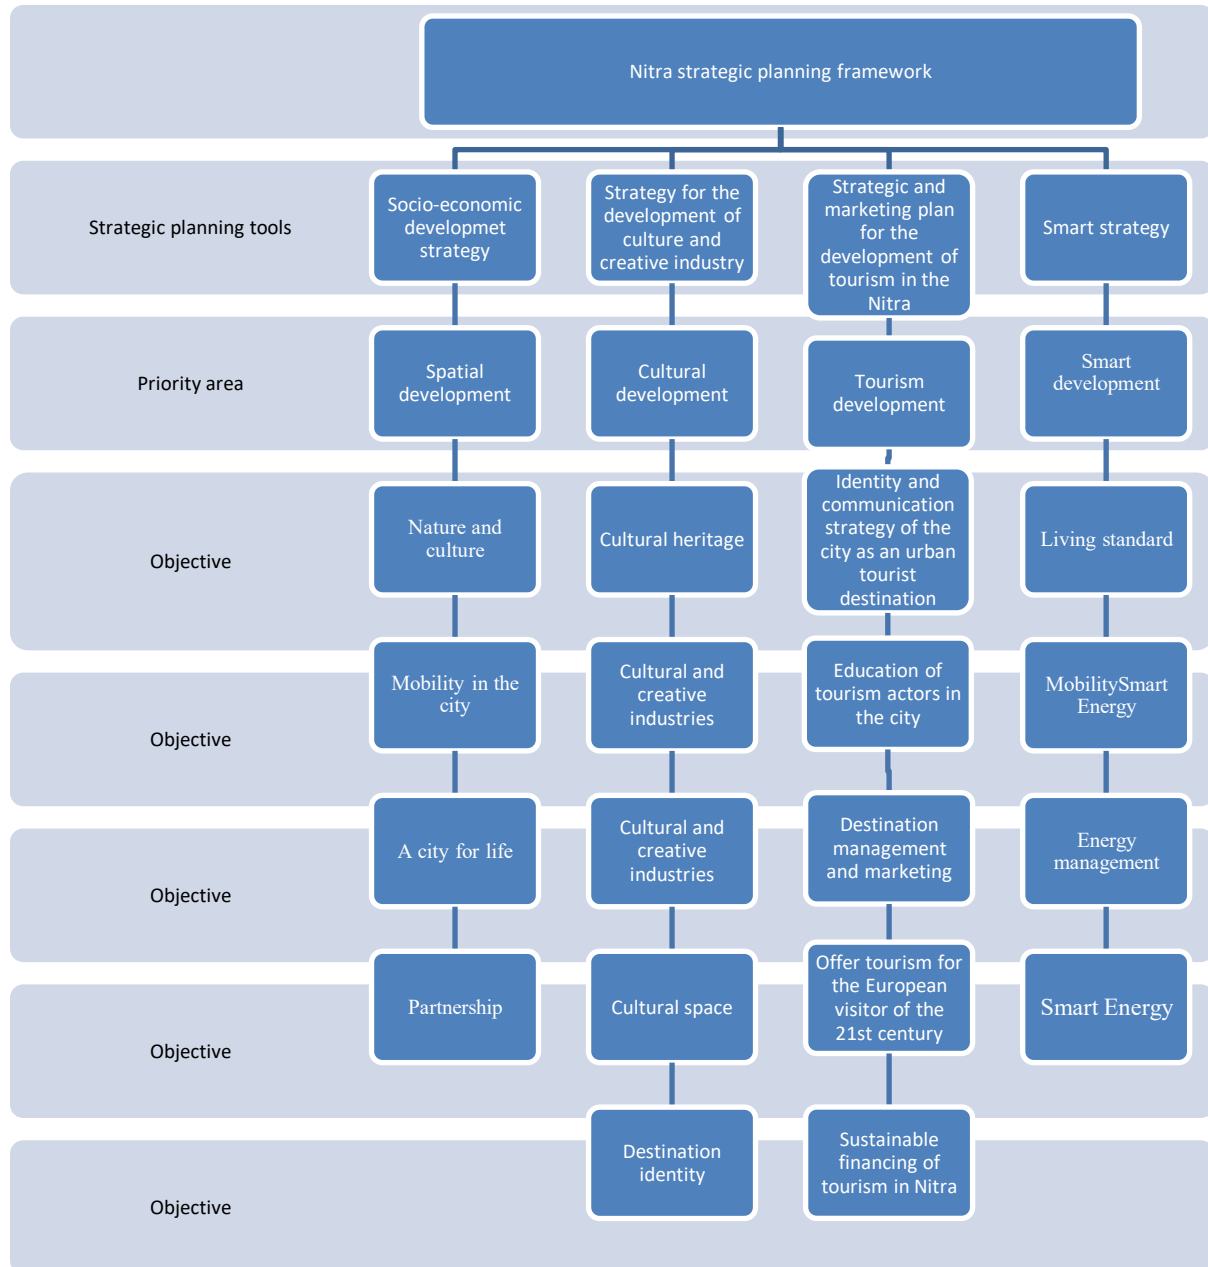 Nitra strategic planning framework
Strategic planning tools
Socio-economic
developmet
strategy
Strategy for the
development of
culture and
creative industry
Strategic and
marketing plan
for the
development of
tourism in the
Nitra
Smart strategy
Priority area
Spatial
development
Cultural
development
Tourism
development
Smart
development
Objective
Nature and
culture
Cultural heritage
Identity and
communication
strategy of the
city as an urban
tourist
destination
Living standard
Objective
Mobility in the
city
Cultural and
creative
industries
Education of
tourism actors in
the city
MobilitySmart
Energy
Objective
A city for life
Cultural and
creative
industries
Destination
management
and marketing
Energy
management
Objective
Partnership
Cultural space
Offer tourism for
the European
visitor of the
21st century
Smart Energy
Objective
Destination
identity
Sustainable
financing of
tourism in Nitra